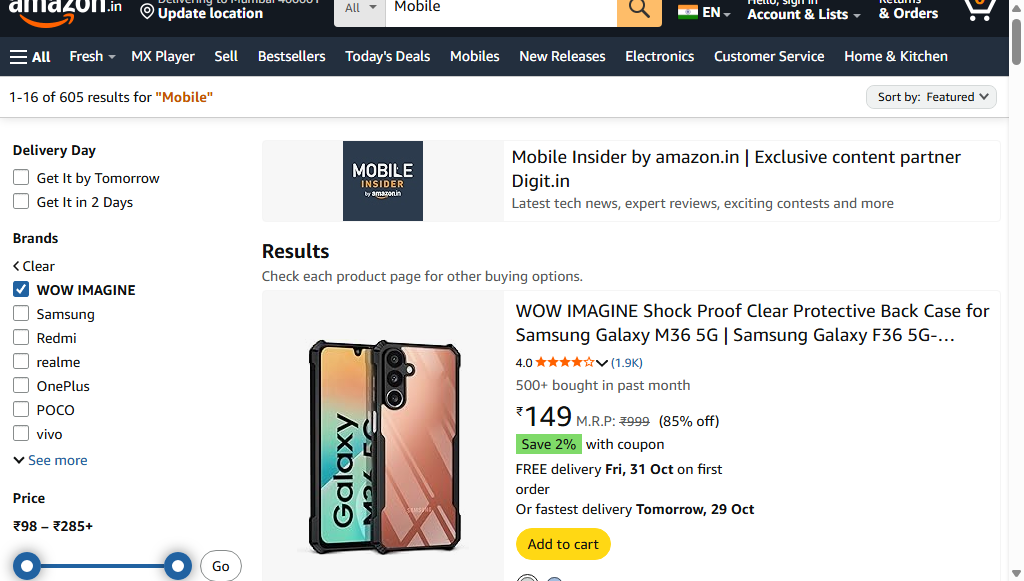 amazon.in
Delivering to Mumbai 400001
Update location
All
Mobile
EN
Hello, sign in
Account & Lists
Returns
& Orders
0
All
Fresh
MX Player
Sell
Bestsellers
Today's Deals
Mobiles
New Releases
Electronics
Customer Service
Home & Kitchen
1-16 of 605 results for "Mobile"
Sort by: Featured
Delivery Day
Get It by Tomorrow
Get It in 2 Days
Brands
Clear
WOW IMAGINE
Samsung
Redmi
realme
OnePlus
POCO
vivo
See more
Price
₹98 – ₹285+
Go
MOBILE
INSIDER
by amazon.in
Mobile Insider by amazon.in | Exclusive content partner
Digit.in
Latest tech news, expert reviews, exciting contests and more
Results
Check each product page for other buying options.
Galaxy
M36 5G
SAMSUNG
WOW IMAGINE Shock Proof Clear Protective Back Case for
Samsung Galaxy M36 5G | Samsung Galaxy F36 5G-…
4.0 (1.9K)
500+ bought in past month
₹149 M.R.P: ₹999 (85% off)
Save 2% with coupon
FREE delivery Fri, 31 Oct on first
order
Or fastest delivery Tomorrow, 29 Oct
Add to cart